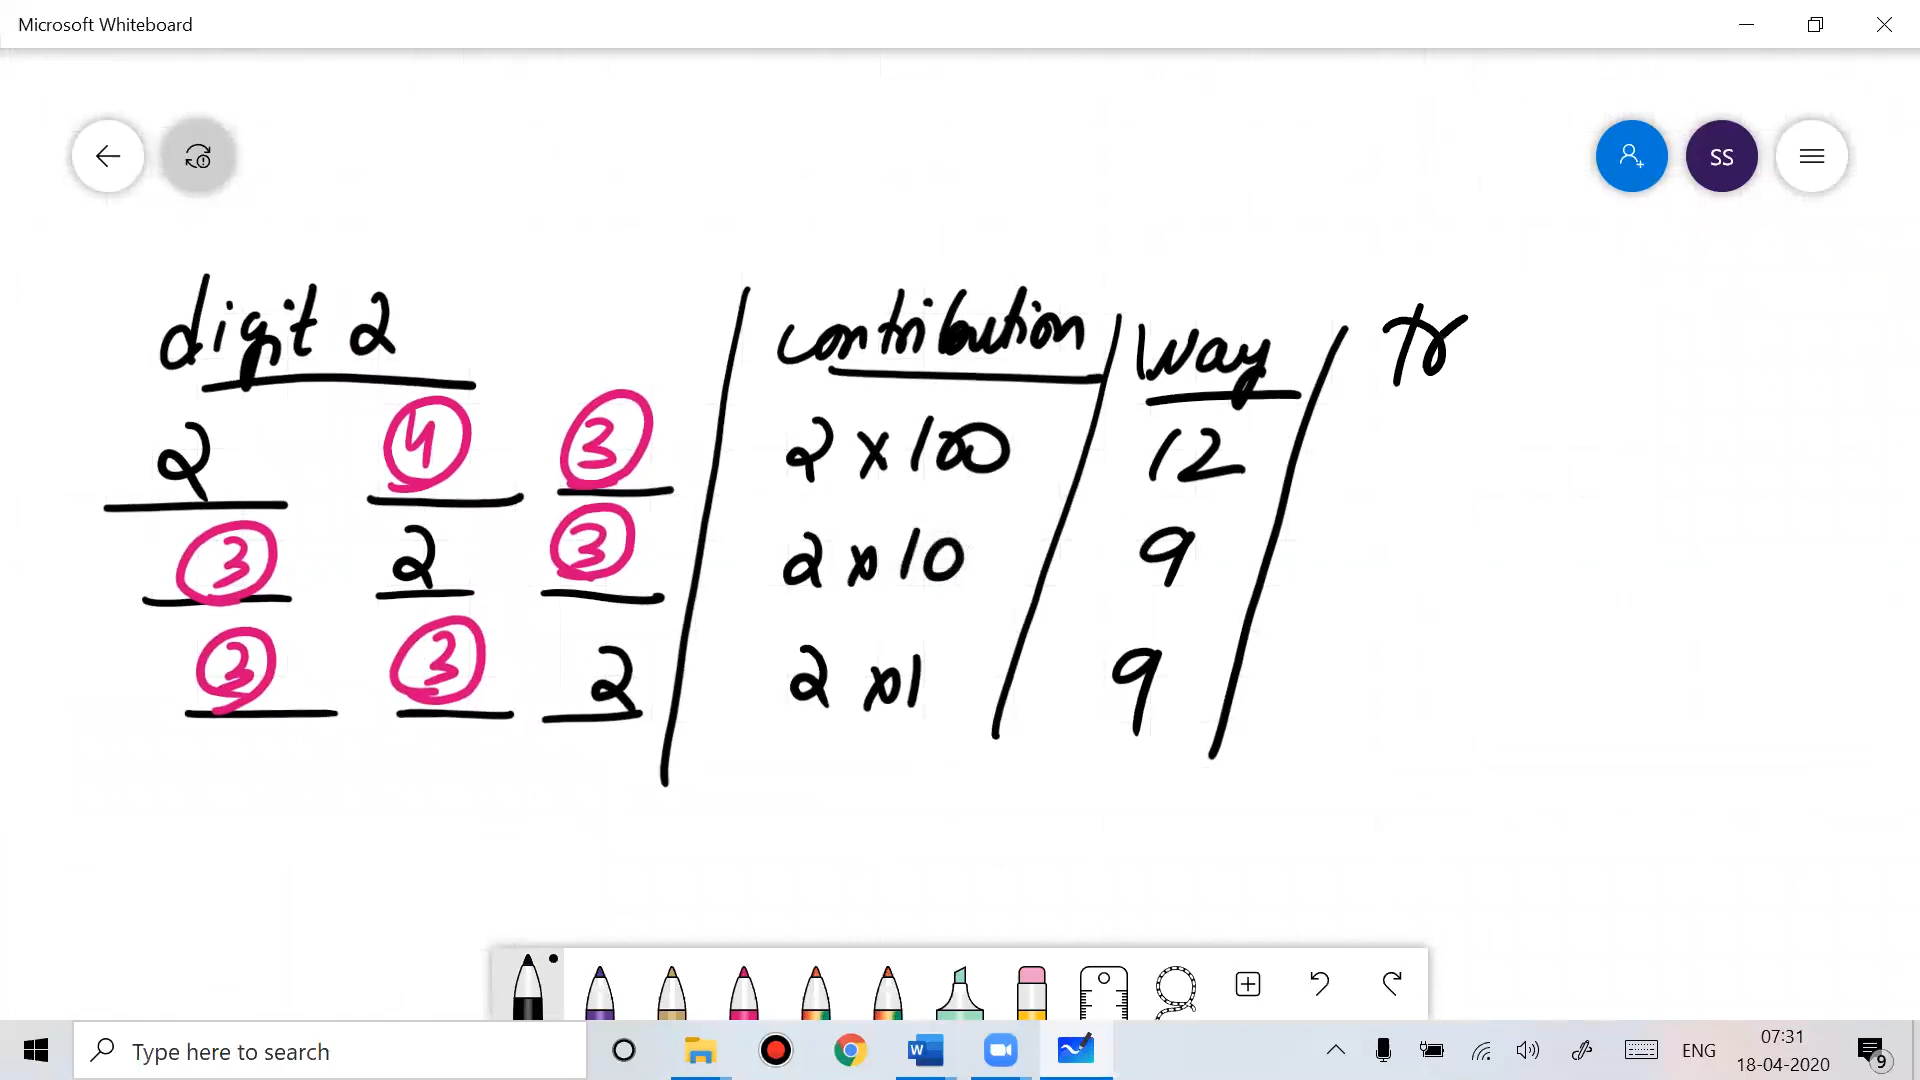 Microsoft Whiteboard
SS
digit 2 contribution Way
2 4 3 2 x 100 12
3 2 3 2 x 10 9
3 3 2 2 x 1 9
Type here to search
ENG
07:31
18-04-2020
9